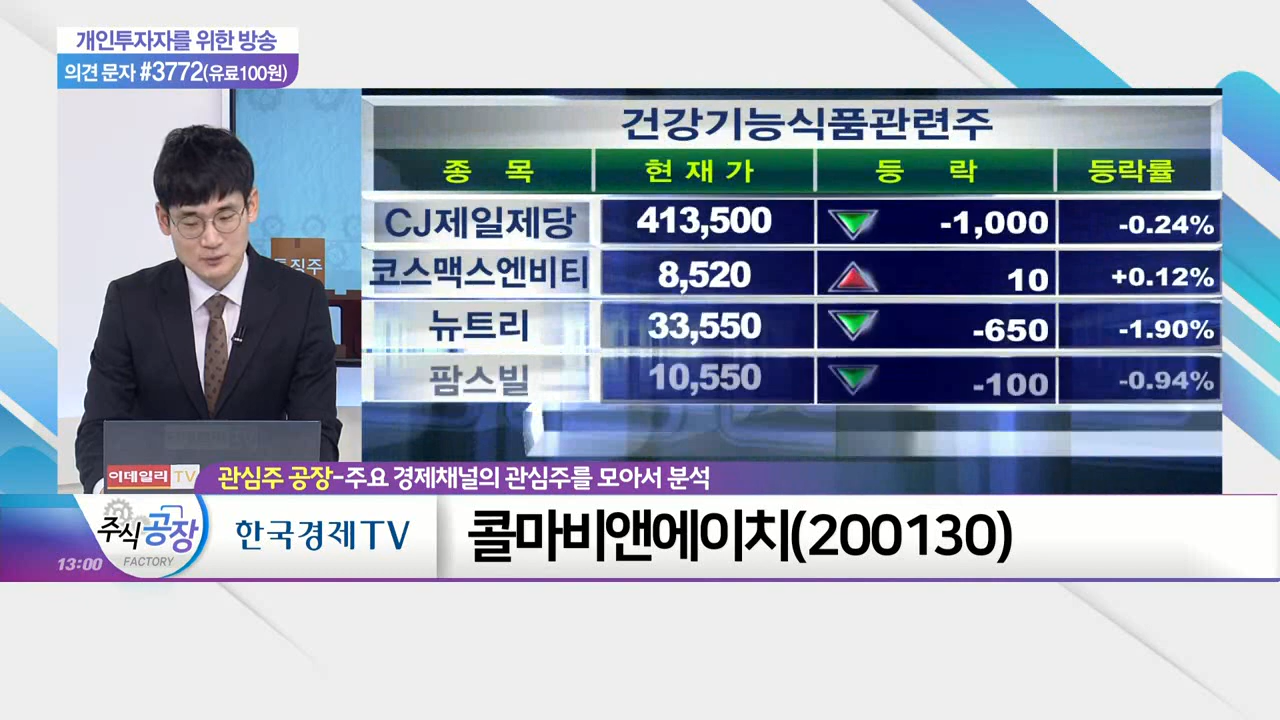 개인투자자를 위한 방송
의견 문자 #3772(유료100원)
건강기능식품관련주
종 목 현 재 가 등 락 등락률
CJ제일제당 413,500 -1,000 -0.24%
코스맥스엔비티 8,520 10 +0.12%
뉴트리 33,550 -650 -1.90%
팜스빌 10,550 -100 -0.94%
이데일리 TV 관심주 공장-주요 경제채널의 관심주를 모아서 분석
주식공장
FACTORY
13:00
한국경제TV
콜마비앤에이치(200130)